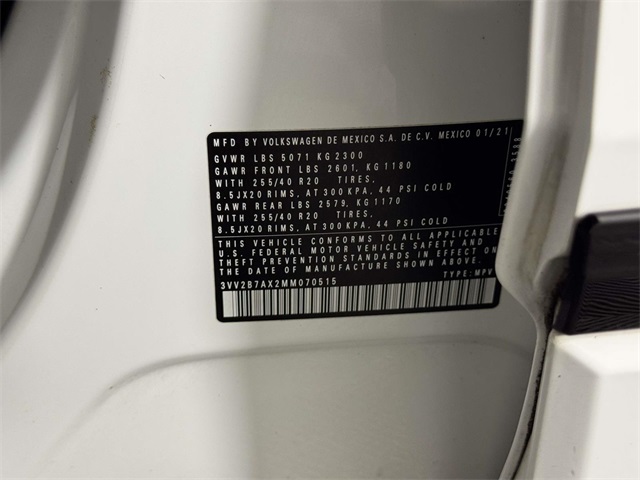 MFD BY VOLKSWAGEN DE MEXICO S.A. DE C.V. MEXICO 01/21
GVWR LBS 5071 KG 2300
GAWR FRONT LBS 2601, KG 1180
WITH 255/40 R20 TIRES,
8.5JX20 RIMS, AT 300 KPA, 44 PSI COLD
GAWR REAR LBS 2579, KG 1170
WITH 255/40 R20 TIRES,
8.5JX20 RIMS, AT 300 KPA, 44 PSI COLD
THIS VEHICLE CONFORMS TO ALL APPLICABLE
U.S. FEDERAL MOTOR VEHICLE SAFETY AND
THEFT PREVENTION STANDARDS IN EFFECT ON
THE DATE OF MANUFACTURE SHOWN ABOVE.
3VV2B7AX2MM070515 TYPE: MPV